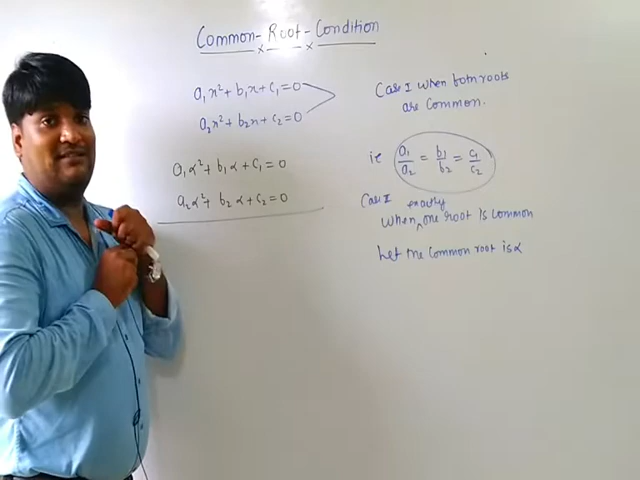 Common-Root-Condition
a₁x²+b₁x+c₁=0
a₂x²+b₂x+c₂=0
a₁α²+b₁α+c₁=0
a₂α²+b₂α+c₂=0
Case I when both roots
are Common.
ie a₁/a₂ = b₁/b₂ = c₁/c₂
Case I exactly
when ^ one root is common
Let the common root is α